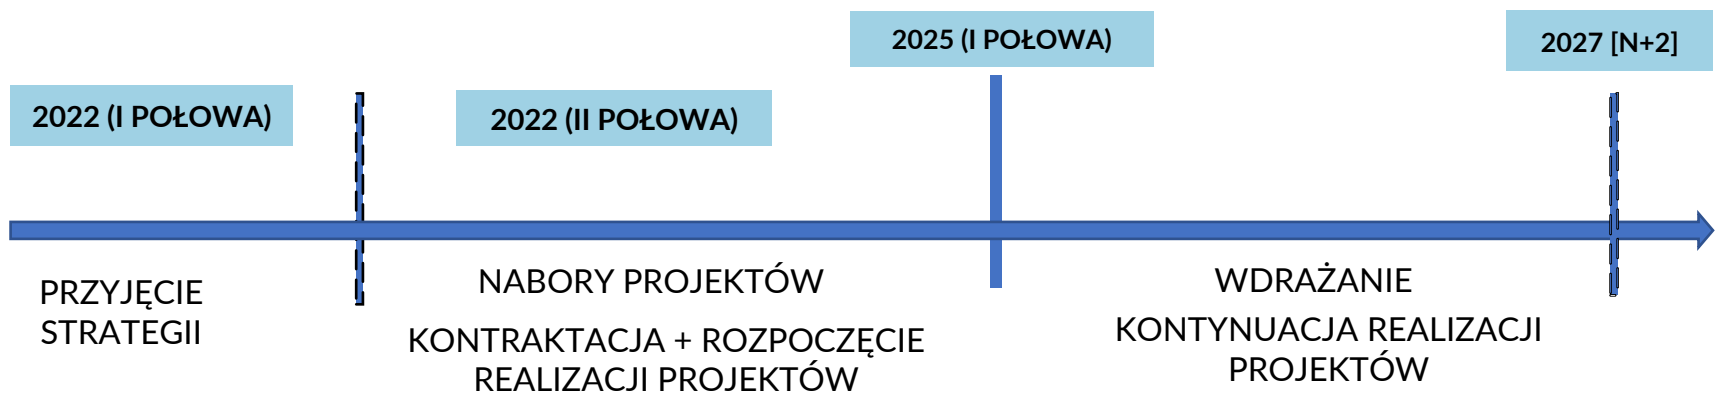 2022 (I POŁOWA)
2022 (II POŁOWA)
2025 (I POŁOWA)
2027 [N+2]
PRZYJĘCIE
STRATEGII
NABORY PROJEKTÓW
KONTRAKTACJA + ROZPOCZĘCIE
REALIZACJI PROJEKTÓW
WDRAŻANIE
KONTYNUACJA REALIZACJI
PROJEKTÓW